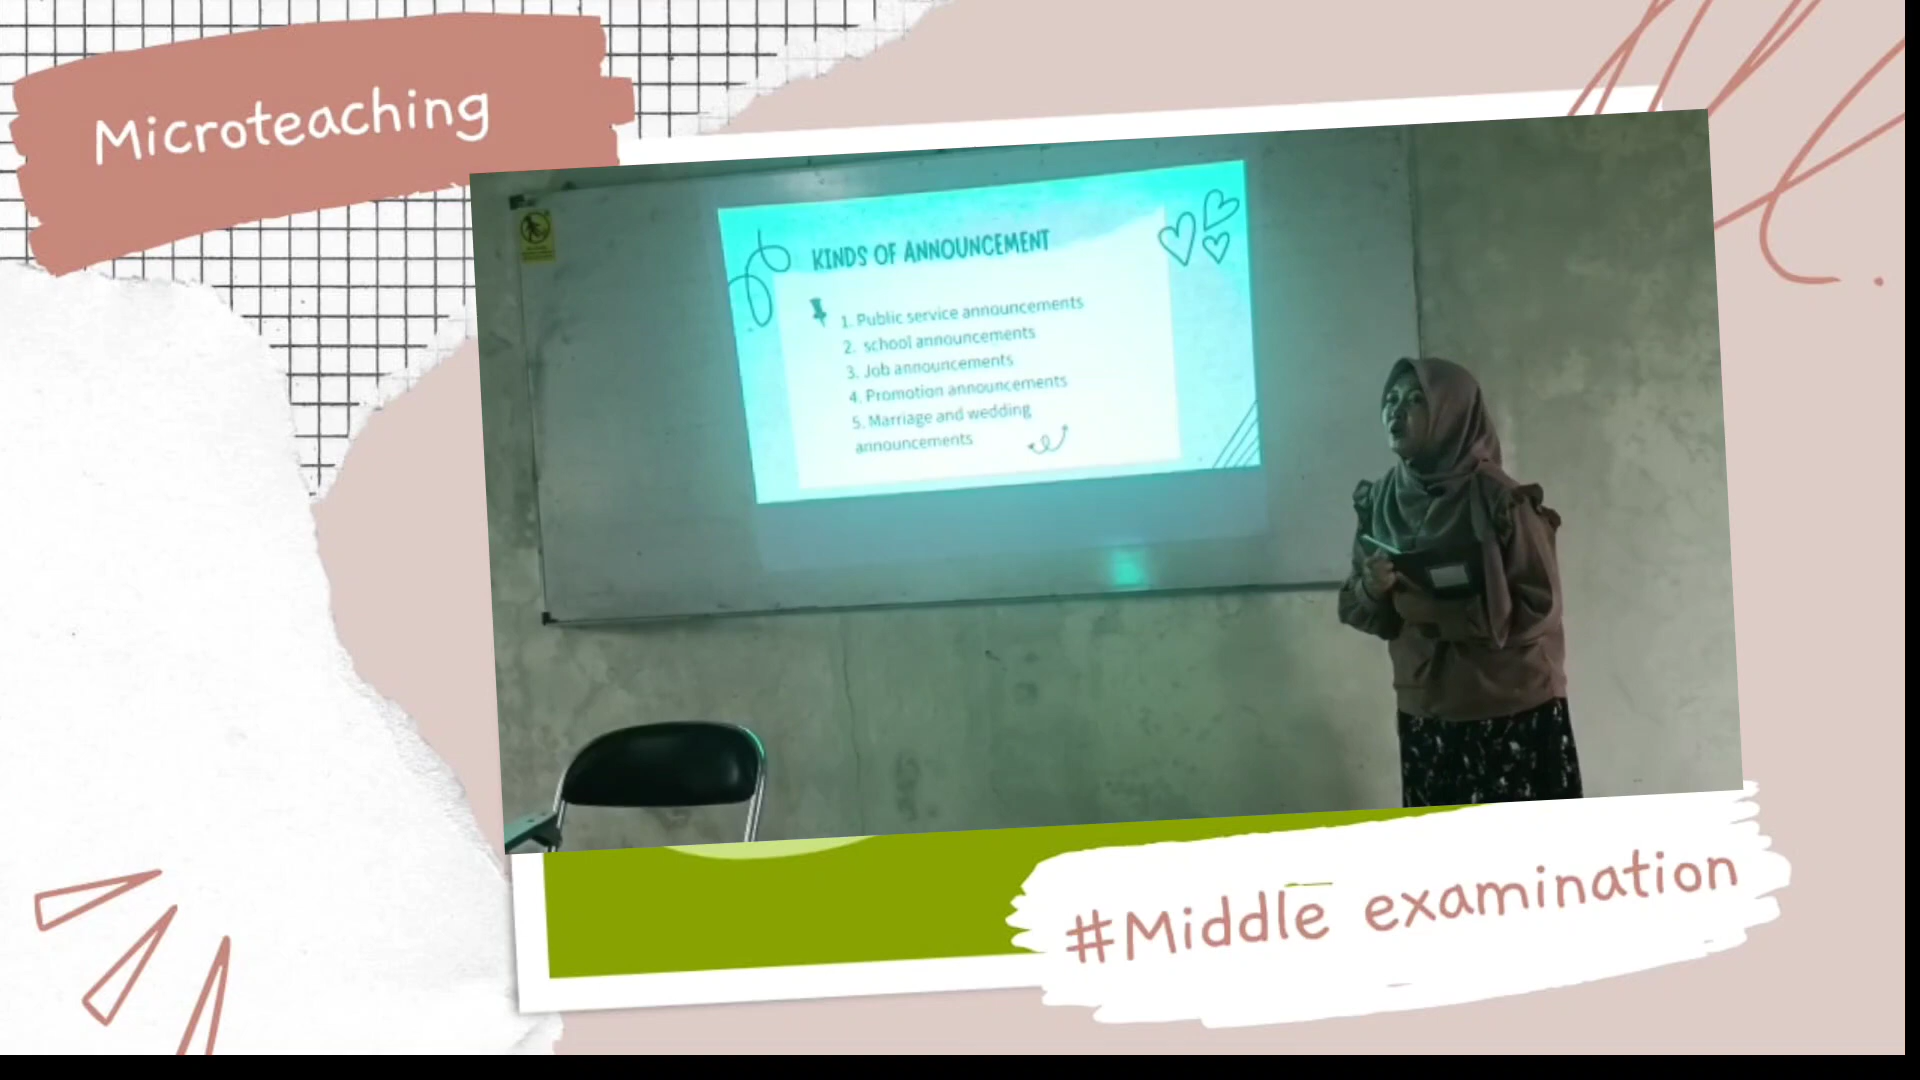 Microteaching
KINDS OF ANNOUNCEMENT
1. Public service announcements
2. school announcements
3. Job announcements
4. Promotion announcements
5. Marriage and wedding
announcements
#Middle examination